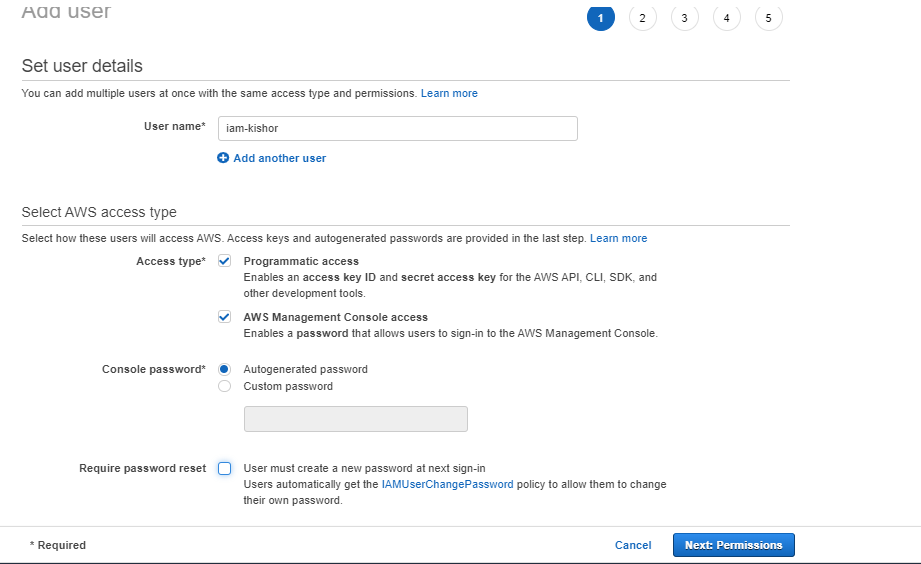 Add user
1 2 3 4 5
Set user details
You can add multiple users at once with the same access type and permissions. Learn more
User name* iam-kishor
Add another user
Select AWS access type
Select how these users will access AWS. Access keys and autogenerated passwords are provided in the last step. Learn more
Access type* Programmatic access
Enables an access key ID and secret access key for the AWS API, CLI, SDK, and
other development tools.
AWS Management Console access
Enables a password that allows users to sign-in to the AWS Management Console.
Console password* Autogenerated password
Custom password
Require password reset User must create a new password at next sign-in
Users automatically get the IAMUserChangePassword policy to allow them to change
their own password.
* Required Cancel Next: Permissions